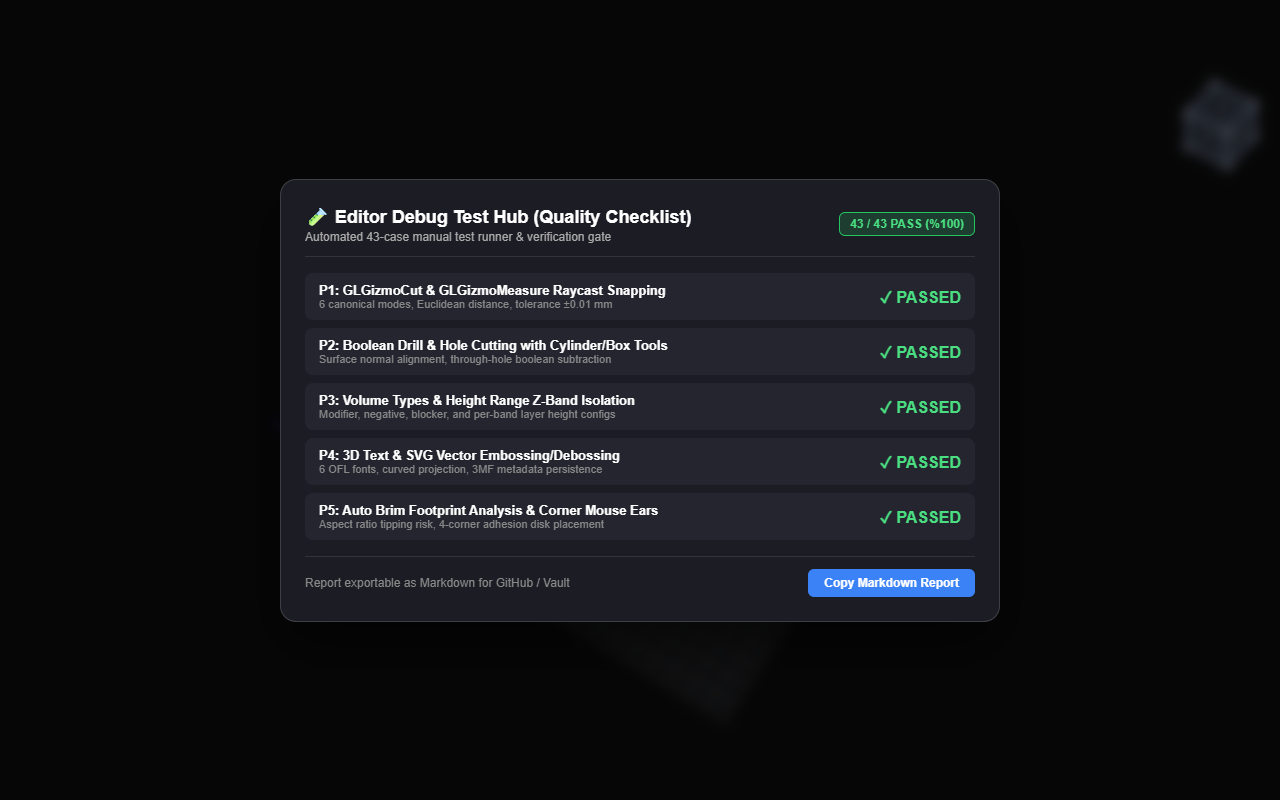 🧪 Editor Debug Test Hub (Quality Checklist)
Automated 43-case manual test runner & verification gate
43 / 43 PASS (%100)
P1: GLGizmoCut & GLGizmoMeasure Raycast Snapping
6 canonical modes, Euclidean distance, tolerance ±0.01 mm
✓ PASSED
P2: Boolean Drill & Hole Cutting with Cylinder/Box Tools
Surface normal alignment, through-hole boolean subtraction
✓ PASSED
P3: Volume Types & Height Range Z-Band Isolation
Modifier, negative, blocker, and per-band layer height configs
✓ PASSED
P4: 3D Text & SVG Vector Embossing/Debossing
6 OFL fonts, curved projection, 3MF metadata persistence
✓ PASSED
P5: Auto Brim Footprint Analysis & Corner Mouse Ears
Aspect ratio tipping risk, 4-corner adhesion disk placement
✓ PASSED
Report exportable as Markdown for GitHub / Vault
Copy Markdown Report